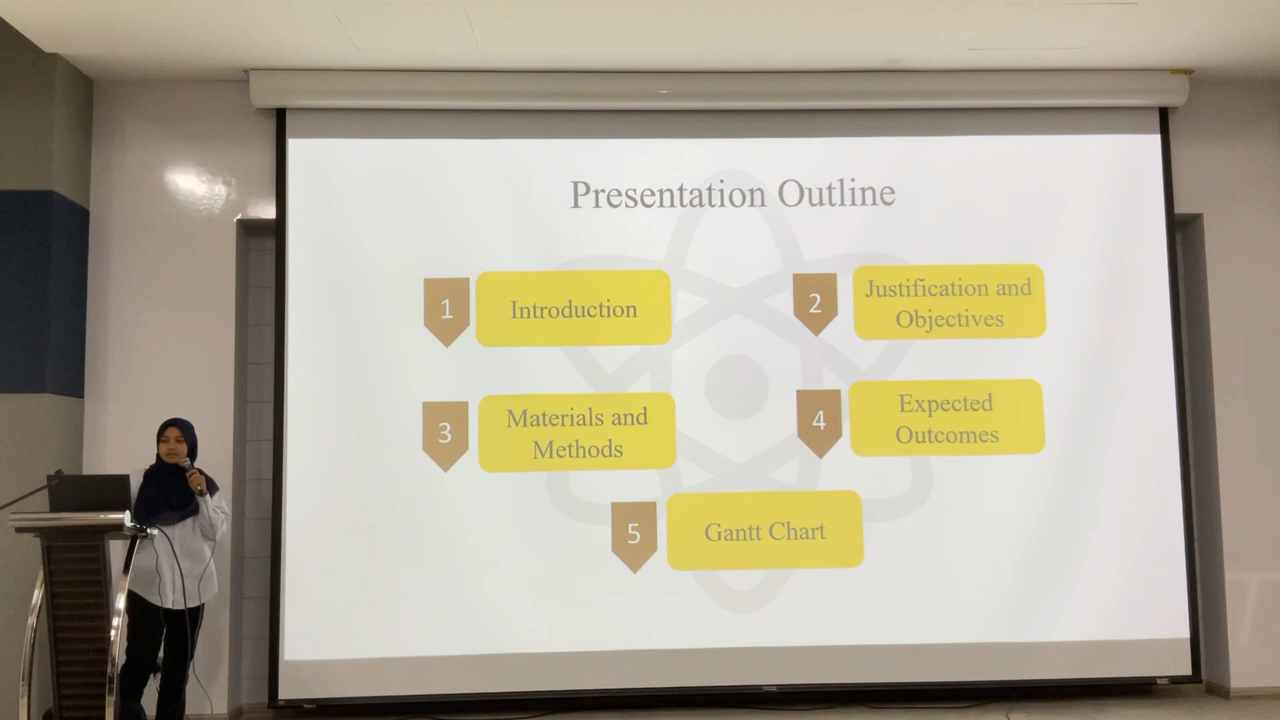 Presentation Outline
1
Introduction
2
Justification and
Objectives
3
Materials and
Methods
4
Expected
Outcomes
5
Gantt Chart